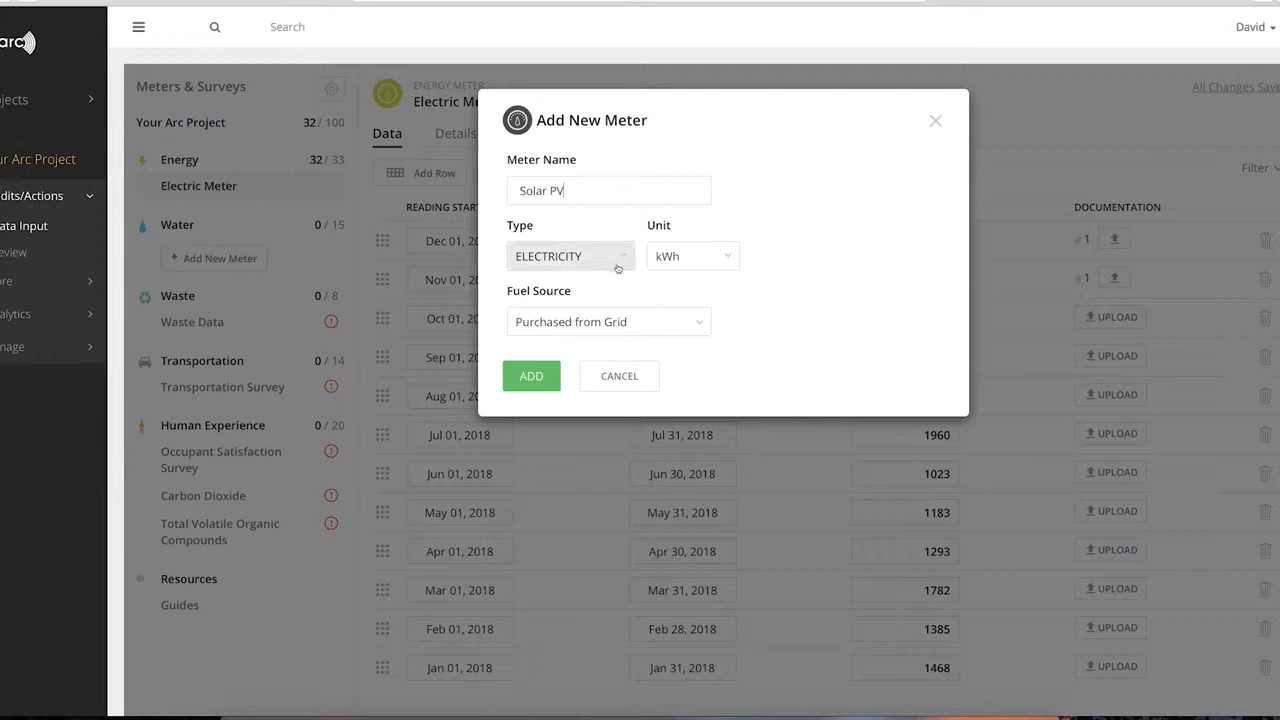 Search
David
arc
ojects
ur Arc Project
dits/Actions
ata Input
eview
ore
alytics
anage
Meters & Surveys
Your Arc Project 32 / 100
Energy 32 / 33
Electric Meter
Water 0 / 15
+ Add New Meter
Waste 0 / 8
Waste Data
Transportation 0 / 14
Transportation Survey
Human Experience 0 / 20
Occupant Satisfaction
Survey
Carbon Dioxide
Total Volatile Organic
Compounds
Resources
Guides
ENERGY METER
Electric Me
All Changes Save
Data Details
Add Row
Filter
READING STAR DOCUMENTATION
Add New Meter
Meter Name
Solar PV
Type Unit
ELECTRICITY kWh
Fuel Source
Purchased from Grid
ADD CANCEL
Dec 01, 20 1
Nov 01, 20 1
Oct 01, 20 UPLOAD
Sep 01, 20 UPLOAD
Aug 01, 20 UPLOAD
Jul 01, 2018 Jul 31, 2018 1960 UPLOAD
Jun 01, 2018 Jun 30, 2018 1023 UPLOAD
May 01, 2018 May 31, 2018 1183 UPLOAD
Apr 01, 2018 Apr 30, 2018 1293 UPLOAD
Mar 01, 2018 Mar 31, 2018 1782 UPLOAD
Feb 01, 2018 Feb 28, 2018 1385 UPLOAD
Jan 01, 2018 Jan 31, 2018 1468 UPLOAD